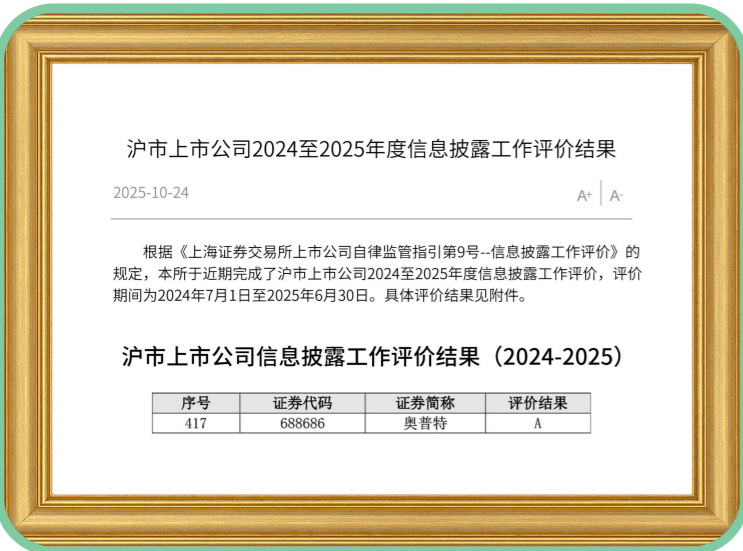 沪市上市公司2024至2025年度信息披露工作评价结果
2025-10-24
A+ A-
根据《上海证券交易所上市公司自律监管指引第9号--信息披露工作评价》的
规定，本所于近期完成了沪市上市公司2024至2025年度信息披露工作评价，评价
期间为2024年7月1日至2025年6月30日。具体评价结果见附件。
沪市上市公司信息披露工作评价结果（2024-2025）
序号 证券代码 证券简称 评价结果
417 688686 奥普特 A